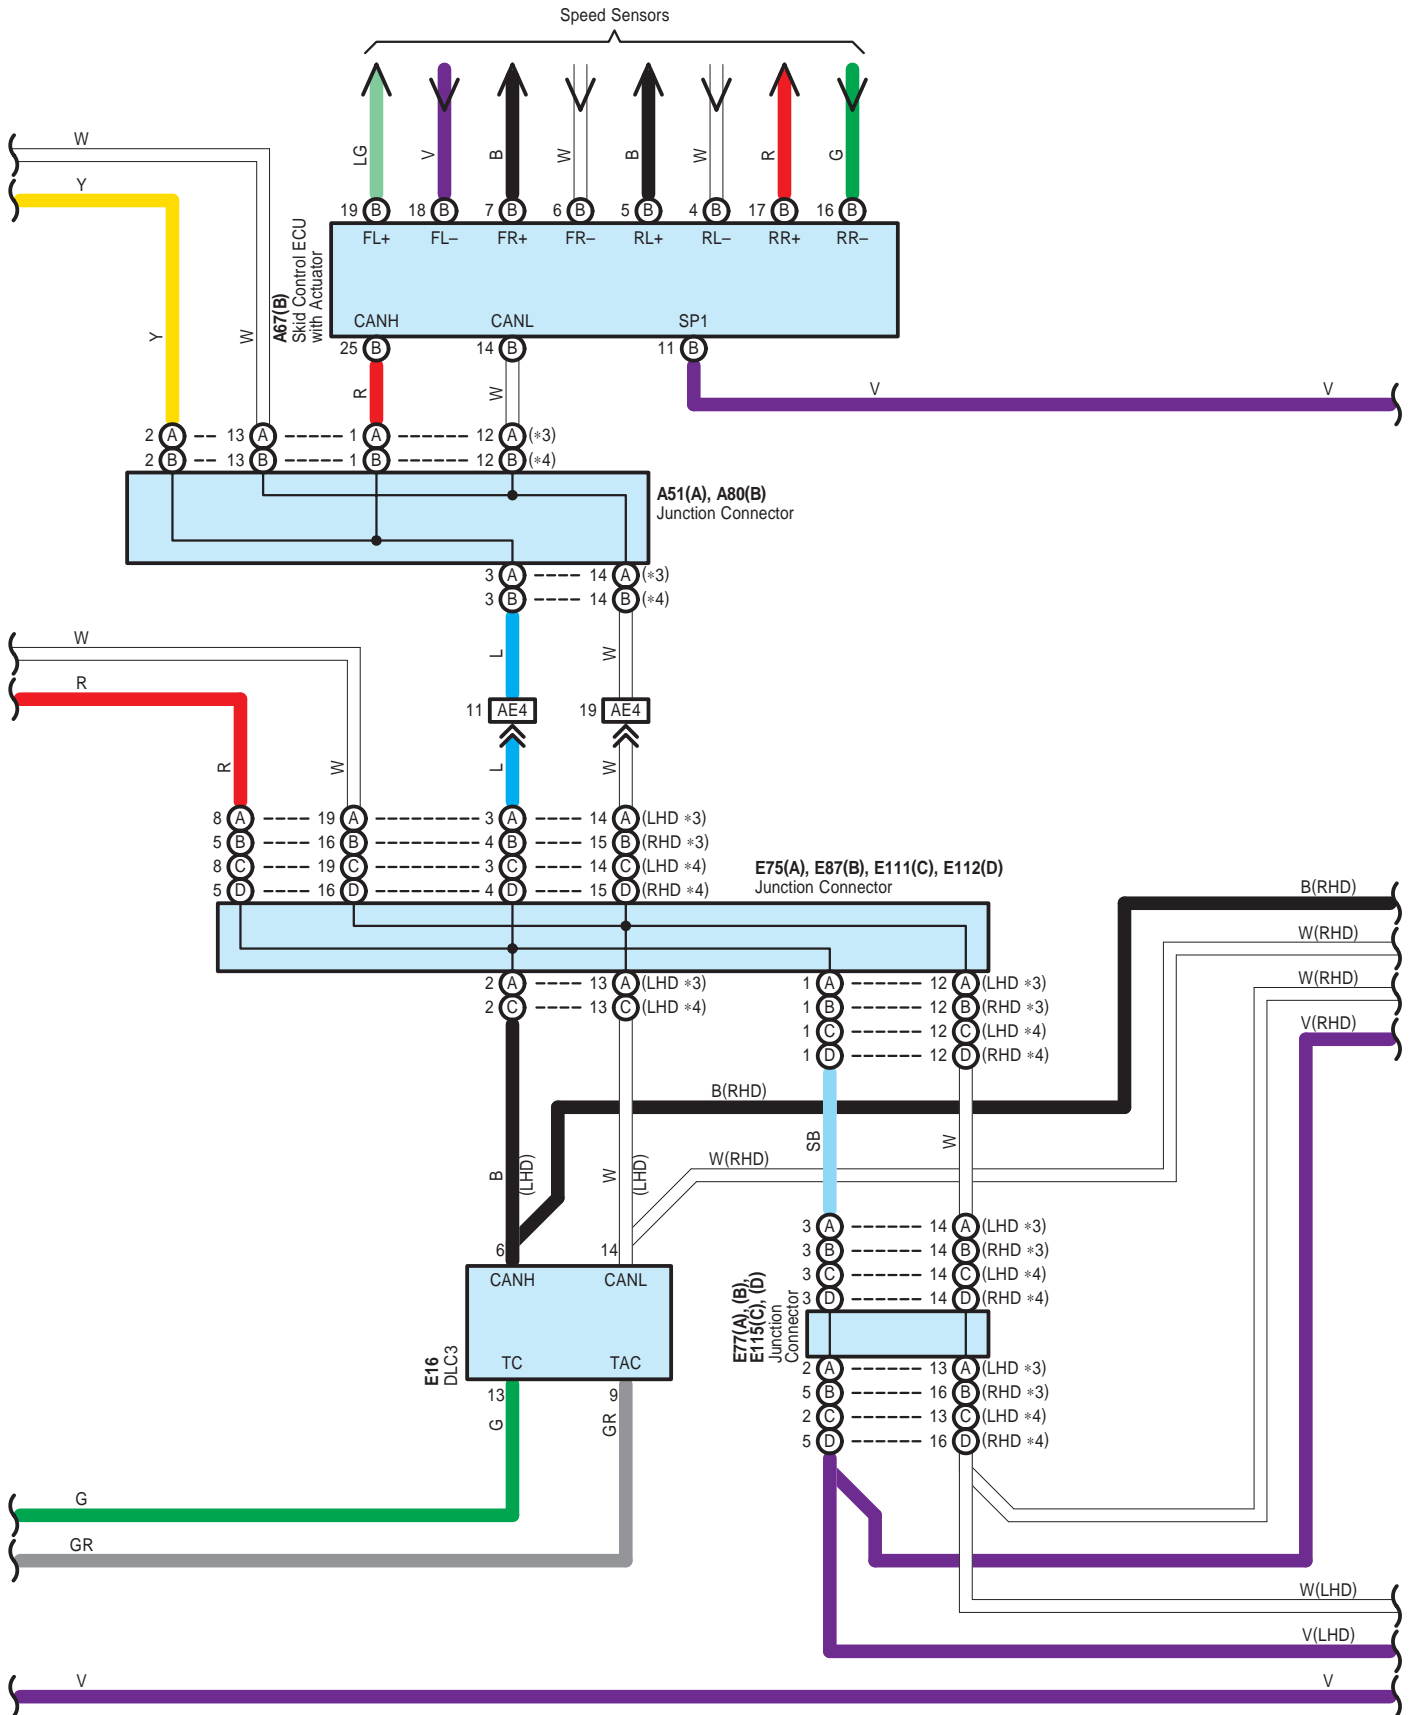 Speed Sensors
LG V B W B W R G
19 B 18 B 7 B 6 B 5 B 4 B 17 B 16 B
FL+ FL– FR+ FR– RL+ RL– RR+ RR–
A67(B)
Skid Control ECU
with Actuator
CANH CANL SP1
25 B 14 B 11 B
W
Y
Y W R W
V V
2 A 13 A 1 A 12 A (*3)
2 B 13 B 1 B 12 B (*4)
A51(A), A80(B)
Junction Connector
3 A 14 A (*3)
3 B 14 B (*4)
W
R
L W
11 AE4 19 AE4
R W L W
8 A 19 A 3 A 14 A (LHD *3)
5 B 16 B 4 B 15 B (RHD *3)
8 C 19 C 3 C 14 C (LHD *4)
5 D 16 D 4 D 15 D (RHD *4)
E75(A), E87(B), E111(C), E112(D)
Junction Connector
B(RHD)
W(RHD)
W(RHD)
V(RHD)
2 A 13 A (LHD *3)
2 C 13 C (LHD *4)
1 A 12 A (LHD *3)
1 B 12 B (RHD *3)
1 C 12 C (LHD *4)
1 D 12 D (RHD *4)
B(RHD)
SB W
W(RHD)
B (LHD) W (LHD)
6 14
CANH CANL
E16
DLC3
TC TAC
13 9
G GR
3 A 14 A (LHD *3)
3 B 14 B (RHD *3)
3 C 14 C (LHD *4)
3 D 14 D (RHD *4)
E77(A), (B),
E115(C), (D)
Junction
Connector
2 A 13 A (LHD *3)
5 B 16 B (RHD *3)
2 C 13 C (LHD *4)
5 D 16 D (RHD *4)
G
GR
W(LHD)
V(LHD)
V V